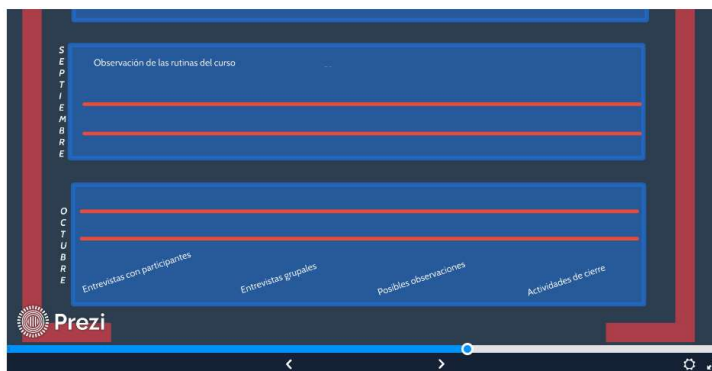 SEPTIEMBRE
Observación de las rutinas del curso
OCTUBRE
Entrevistas con participantes
Entrevistas grupales
Posibles observaciones
Actividades de cierre
Prezi